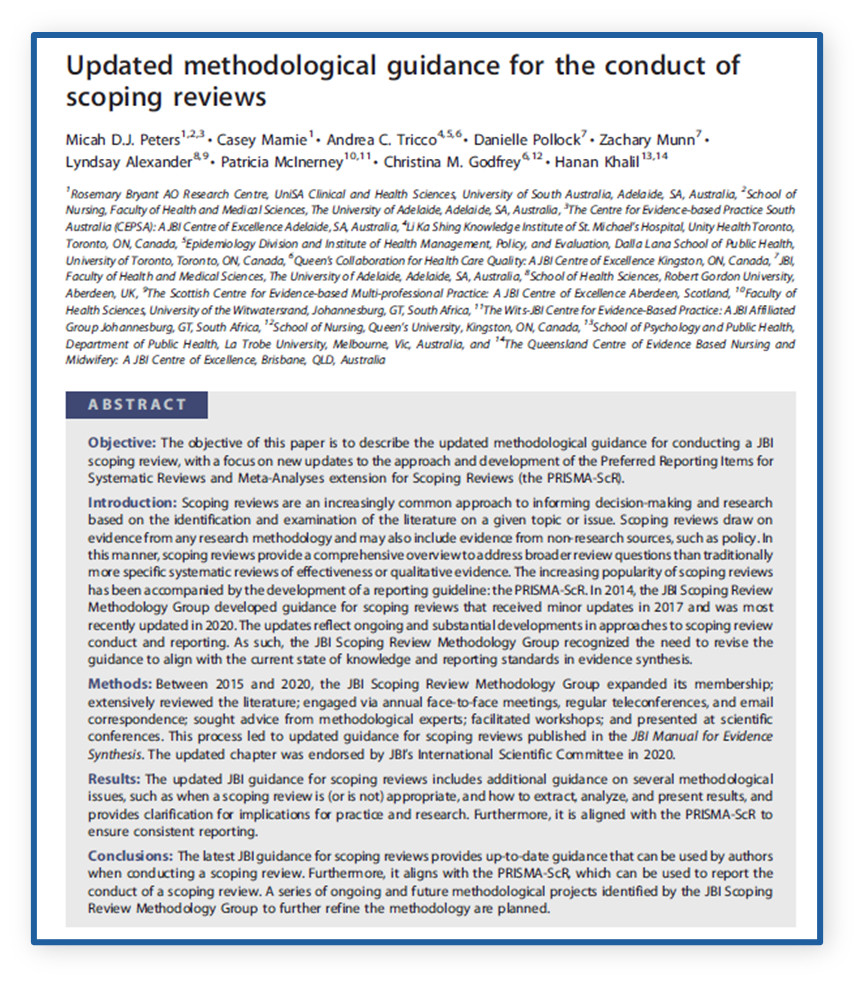 Updated methodological guidance for the conduct of
scoping reviews
Micah D.J. Peters1,2,3 • Casey Marnie1 • Andrea C. Tricco4,5,6 • Danielle Pollock7 • Zachary Munn7 •
Lyndsay Alexander8,9 • Patricia McInerney10,11 • Christina M. Godfrey6,12 • Hanan Khalil13,14
1Rosemary Bryant AO Research Centre, UniSA Clinical and Health Sciences, University of South Australia, Adelaide, SA, Australia, 2School of
Nursing, Faculty of Health and Medical Sciences, The University of Adelaide, Adelaide, SA, Australia, 3The Centre for Evidence-based Practice South
Australia (CEPSA): A JBI Centre of Excellence Adelaide, SA, Australia, 4Li Ka Shing Knowledge Institute of St. Michael's Hospital, Unity Health Toronto,
Toronto, ON, Canada, 5Epidemiology Division and Institute of Health Management, Policy, and Evaluation, Dalla Lana School of Public Health,
University of Toronto, Toronto, ON, Canada, 6Queen's Collaboration for Health Care Quality: A JBI Centre of Excellence Kingston, ON, Canada, 7JBI,
Faculty of Health and Medical Sciences, The University of Adelaide, Adelaide, SA, Australia, 8School of Health Sciences, Robert Gordon University,
Aberdeen, UK, 9The Scottish Centre for Evidence-based Multi-professional Practice: A JBI Centre of Excellence Aberdeen, Scotland, 10Faculty of
Health Sciences, University of the Witwatersrand, Johannesburg, GT, South Africa, 11The Wits-JBI Centre for Evidence-Based Practice: A JBI Affiliated
Group Johannesburg, GT, South Africa, 12School of Nursing, Queen's University, Kingston, ON, Canada, 13School of Psychology and Public Health,
Department of Public Health, La Trobe University, Melbourne, Vic, Australia, and 14The Queensland Centre of Evidence Based Nursing and
Midwifery: A JBI Centre of Excellence, Brisbane, QLD, Australia
ABSTRACT
Objective: The objective of this paper is to describe the updated methodological guidance for conducting a JBI
scoping review, with a focus on new updates to the approach and development of the Preferred Reporting Items for
Systematic Reviews and Meta-Analyses extension for Scoping Reviews (the PRISMA-ScR).
Introduction: Scoping reviews are an increasingly common approach to informing decision-making and research
based on the identification and examination of the literature on a given topic or issue. Scoping reviews draw on
evidence from any research methodology and may also include evidence from non-research sources, such as policy. In
this manner, scoping reviews provide a comprehensive overview to address broader review questions than traditionally
more specific systematic reviews of effectiveness or qualitative evidence. The increasing popularity of scoping reviews
has been accompanied by the development of a reporting guideline: the PRISMA-ScR. In 2014, the JBI Scoping Review
Methodology Group developed guidance for scoping reviews that received minor updates in 2017 and was most
recently updated in 2020. The updates reflect ongoing and substantial developments in approaches to scoping review
conduct and reporting. As such, the JBI Scoping Review Methodology Group recognized the need to revise the
guidance to align with the current state of knowledge and reporting standards in evidence synthesis.
Methods: Between 2015 and 2020, the JBI Scoping Review Methodology Group expanded its membership;
extensively reviewed the literature; engaged via annual face-to-face meetings, regular teleconferences, and email
correspondence; sought advice from methodological experts; facilitated workshops; and presented at scientific
conferences. This process led to updated guidance for scoping reviews published in the JBI Manual for Evidence
Synthesis. The updated chapter was endorsed by JBI's International Scientific Committee in 2020.
Results: The updated JBI guidance for scoping reviews includes additional guidance on several methodological
issues, such as when a scoping review is (or is not) appropriate, and how to extract, analyze, and present results, and
provides clarification for implications for practice and research. Furthermore, it is aligned with the PRISMA-ScR to
ensure consistent reporting.
Conclusions: The latest JBI guidance for scoping reviews provides up-to-date guidance that can be used by authors
when conducting a scoping review. Furthermore, it aligns with the PRISMA-ScR, which can be used to report the
conduct of a scoping review. A series of ongoing and future methodological projects identified by the JBI Scoping
Review Methodology Group to further refine the methodology are planned.